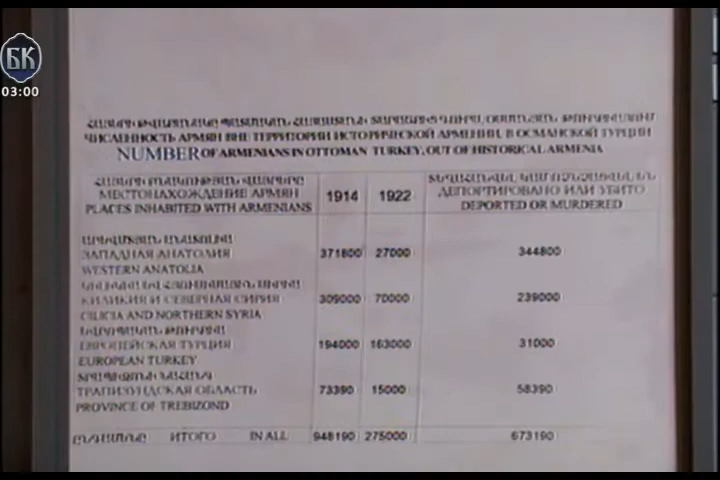 БК
03:00
ЧИСЛЕННОСТЬ АРМЯН ВНЕ ТЕРРИТОРИИ ИСТОРИЧЕСКОЙ АРМЕНИИ, В ОСМАНСКОЙ ТУРЦИИ
NUMBER OF ARMENIANS IN OTTOMAN TURKEY, OUT OF HISTORICAL ARMENIA
МЕСТОНАХОЖДЕНИЕ АРМЯН 1914 1922 ДЕПОРТИРОВАНО ИЛИ УБИТО
PLACES INHABITED WITH ARMENIANS DEPORTED OR MURDERED
ԱՐԵՎՄՏՅԱՆ ԱՆԱՏՈԼԻԱ
ЗАПАДНАЯ АНАТОЛИЯ 371800 27000 344800
WESTERN ANATOLIA
КИЛИКИЯ И СЕВЕРНАЯ СИРИЯ 309000 70000 239000
CILICIA AND NORTHERN SYRIA
ЕВРОПЕЙСКАЯ ТУРЦИЯ 194000 163000 31000
EUROPEAN TURKEY
ТРАПИЗУНДСКАЯ ОБЛАСТЬ 73390 15000 58390
PROVINCE OF TREBIZOND
ԸՆԴԱՄԵՆԸ ИТОГО IN ALL 948190 275000 673190